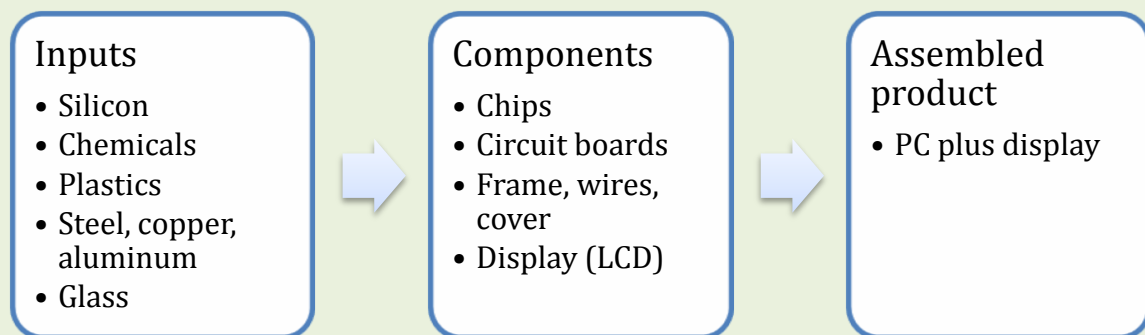 Inputs
• Silicon
• Chemicals
• Plastics
• Steel, copper,
aluminum
• Glass
Components
• Chips
• Circuit boards
• Frame, wires,
cover
• Display (LCD)
Assembled
product
• PC plus display